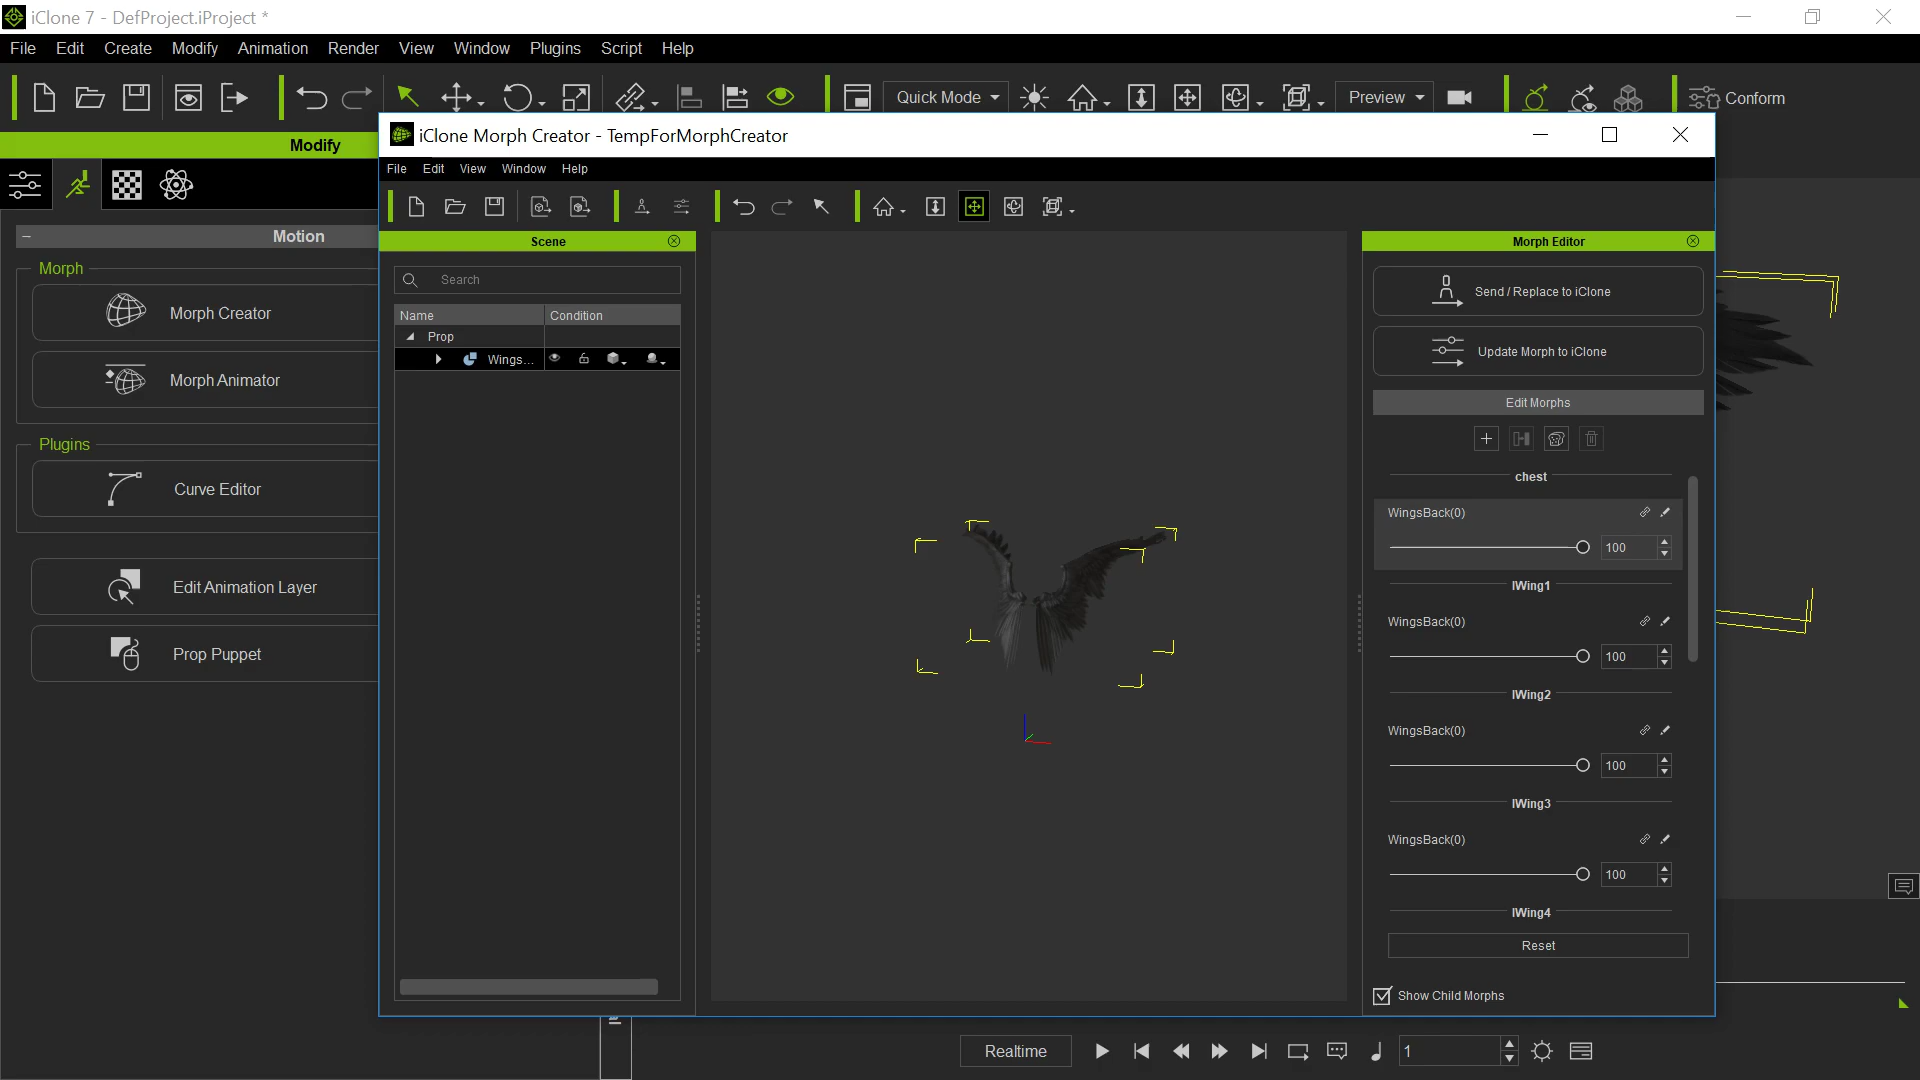 iClone 7 - DefProject.iProject *
File Edit Create Modify Animation Render View Window Plugins Script Help
Quick Mode
Preview
Conform
Modify
Motion
Morph
Morph Creator
Morph Animator
Plugins
Curve Editor
Edit Animation Layer
Prop Puppet
iClone Morph Creator - TempForMorphCreator
File Edit View Window Help
Scene
Search
Name Condition
Prop
Wings...
Morph Editor
Send / Replace to iClone
Update Morph to iClone
Edit Morphs
chest
WingsBack(0)
100
lWing1
WingsBack(0)
100
lWing2
WingsBack(0)
100
lWing3
WingsBack(0)
100
lWing4
Reset
Show Child Morphs
Realtime
1